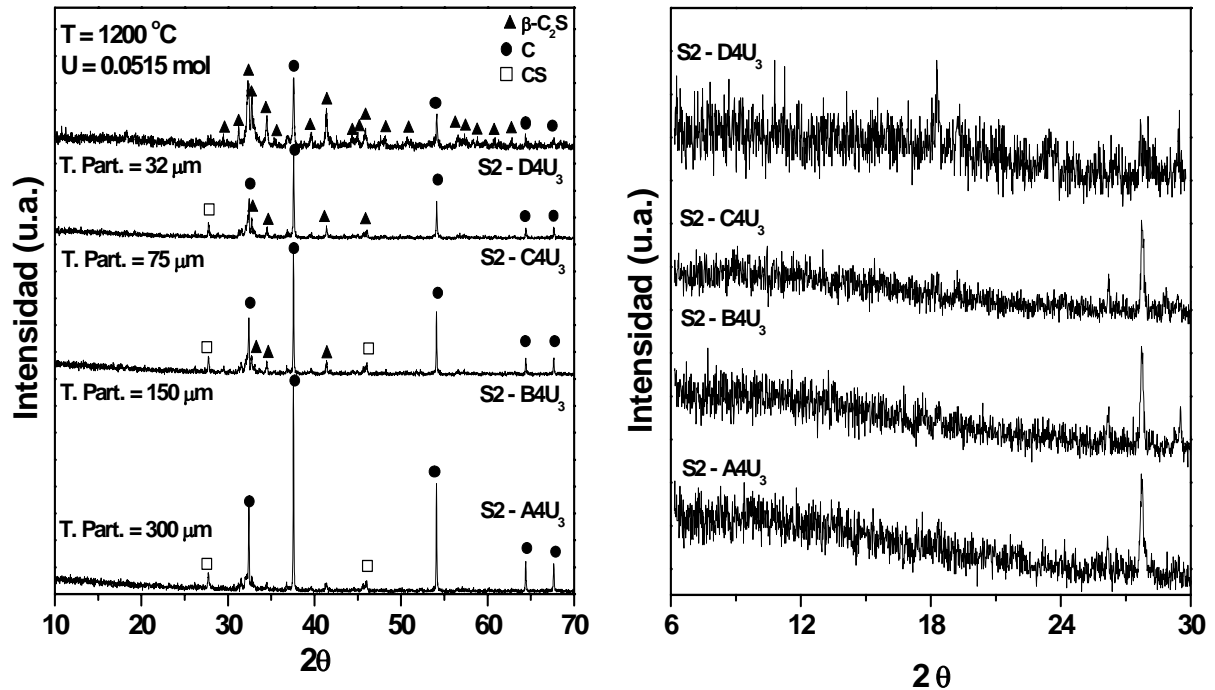 T = 1200 °C
U = 0.0515 mol
▲ β-C₂S
● C
□ CS
T. Part. = 32 μm
S2 - D4U₃
T. Part. = 75 μm
S2 - C4U₃
T. Part. = 150 μm
S2 - B4U₃
T. Part. = 300 μm
S2 - A4U₃
Intensidad (u.a.)
10 20 30 40 50 60 70
2θ
S2 - D4U₃
S2 - C4U₃
S2 - B4U₃
S2 - A4U₃
Intensidad (u.a.)
6 12 18 24 30
2 θ